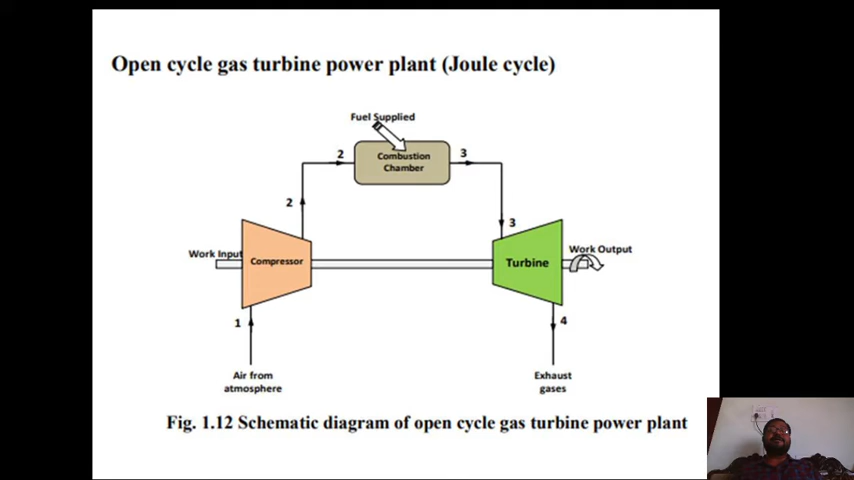 Open cycle gas turbine power plant (Joule cycle)
Fuel Supplied
2
Combustion
Chamber
3
2
3
Work Input
Compressor
Turbine
Work Output
1
4
Air from
atmosphere
Exhaust
gases
Fig. 1.12 Schematic diagram of open cycle gas turbine power plant